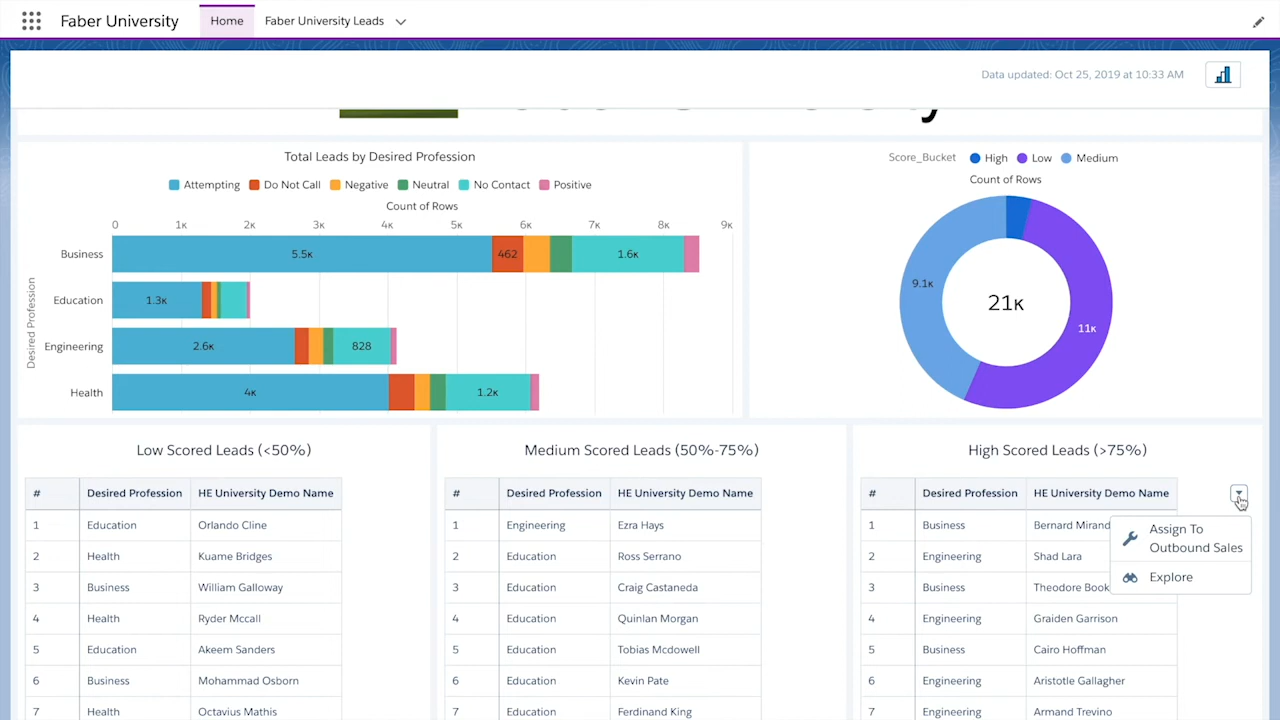 Faber University
Home
Faber University Leads
Data updated: Oct 25, 2019 at 10:33 AM
Total Leads by Desired Profession
Attempting Do Not Call Negative Neutral No Contact Positive
Count of Rows
0 1K 2K 3K 4K 5K 6K 7K 8K 9K
Desired Profession
Business 5.5K 462 1.6K
Education 1.3K
Engineering 2.6K 828
Health 4K 1.2K
Score_Bucket High Low Medium
Count of Rows
9.1K
21K
11K
Low Scored Leads (<50%)
# Desired Profession HE University Demo Name
1 Education Orlando Cline
2 Health Kuame Bridges
3 Business William Galloway
4 Health Ryder Mccall
5 Education Akeem Sanders
6 Business Mohammad Osborn
7 Health Octavius Mathis
Medium Scored Leads (50%-75%)
# Desired Profession HE University Demo Name
1 Engineering Ezra Hays
2 Education Ross Serrano
3 Education Craig Castaneda
4 Education Quinlan Morgan
5 Education Tobias Mcdowell
6 Education Kevin Pate
7 Education Ferdinand King
High Scored Leads (>75%)
# Desired Profession HE University Demo Name
1 Business Bernard Mirand
2 Engineering Shad Lara
3 Business Theodore Book
4 Engineering Graiden Garrison
5 Business Cairo Hoffman
6 Engineering Aristotle Gallagher
7 Engineering Armand Trevino
Assign To
Outbound Sales
Explore